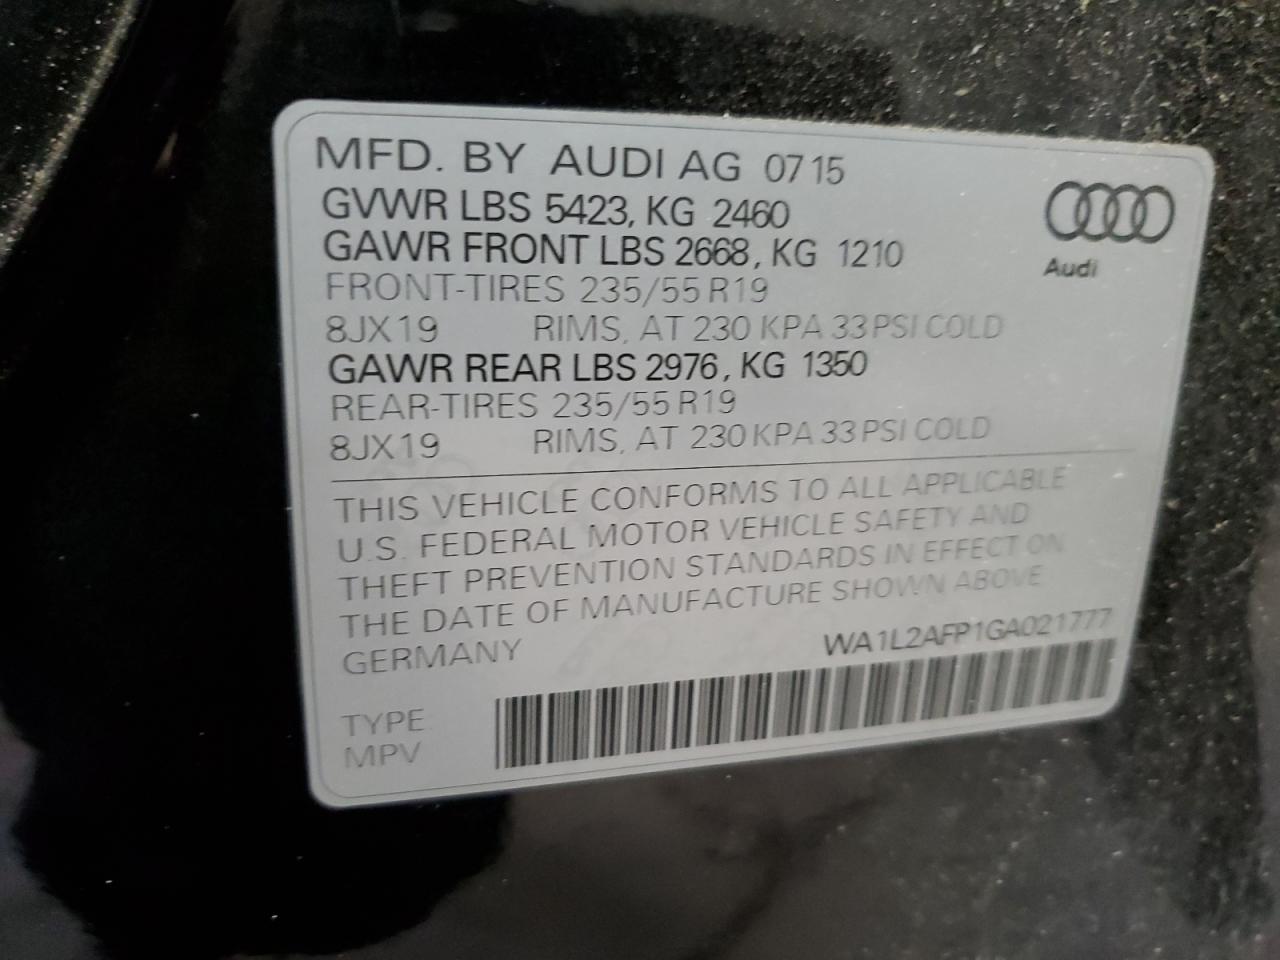 MFD. BY AUDI AG 07 15
GVWR LBS 5423, KG 2460
GAWR FRONT LBS 2668, KG 1210
FRONT-TIRES 235/55 R19
8JX19 RIMS, AT 230 KPA 33 PSI COLD
GAWR REAR LBS 2976, KG 1350
REAR-TIRES 235/55 R19
8JX19 RIMS, AT 230 KPA 33 PSI COLD
Audi
THIS VEHICLE CONFORMS TO ALL APPLICABLE
U.S. FEDERAL MOTOR VEHICLE SAFETY AND
THEFT PREVENTION STANDARDS IN EFFECT ON
THE DATE OF MANUFACTURE SHOWN ABOVE
GERMANY WA1L2AFP1GA021777
TYPE
MPV